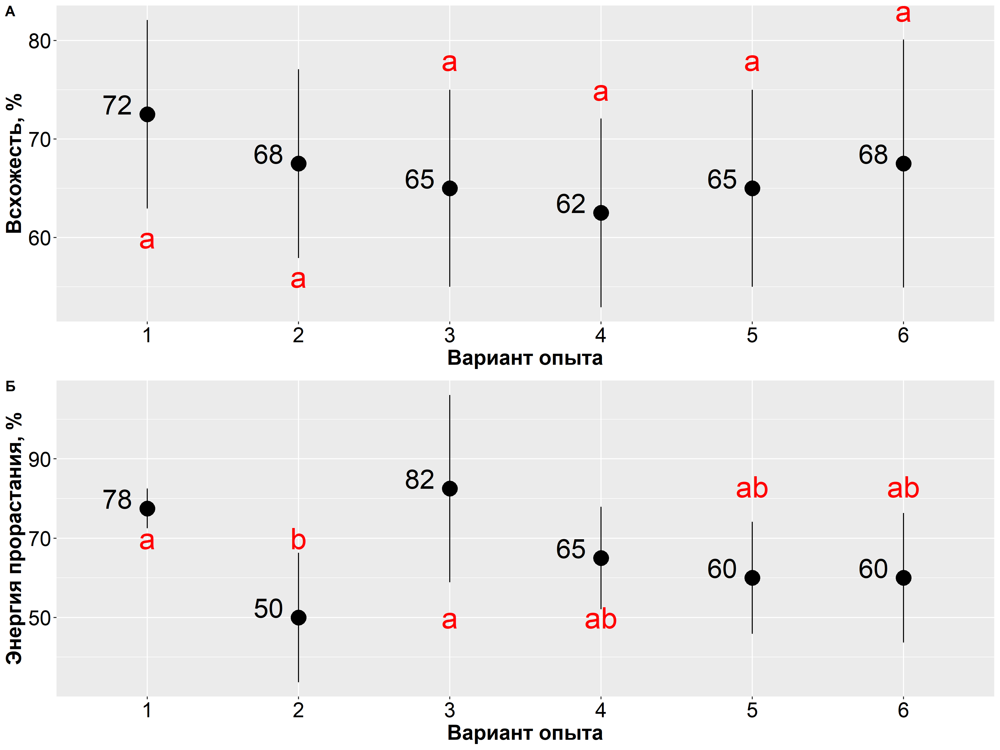 А
Всхожесть, %
80
70
60
72
68
65
62
65
68
a
a
a
a
a
a
1 2 3 4 5 6
Вариант опыта
Б
Энергия прорастания, %
90
70
50
78
50
82
65
60
60
a
b
a
ab
ab
ab
1 2 3 4 5 6
Вариант опыта